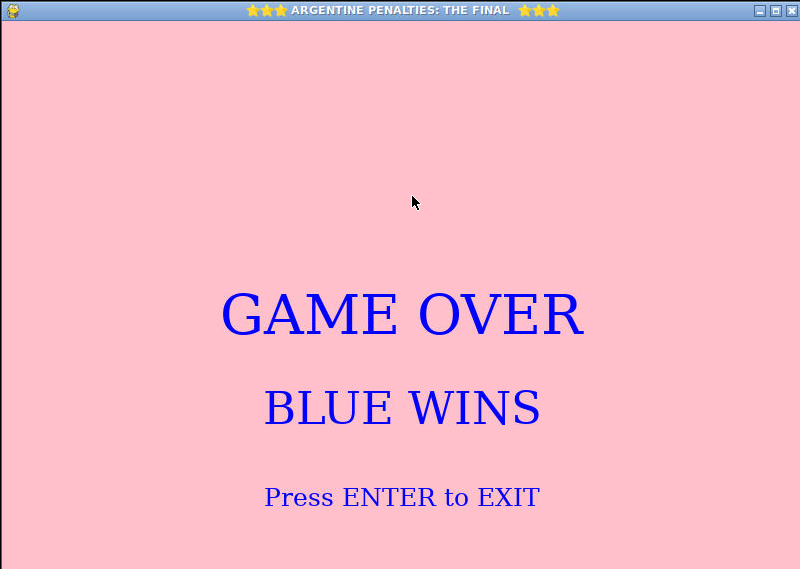 ⭐⭐⭐ ARGENTINE PENALTIES: THE FINAL ⭐⭐⭐
GAME OVER
BLUE WINS
Press ENTER to EXIT